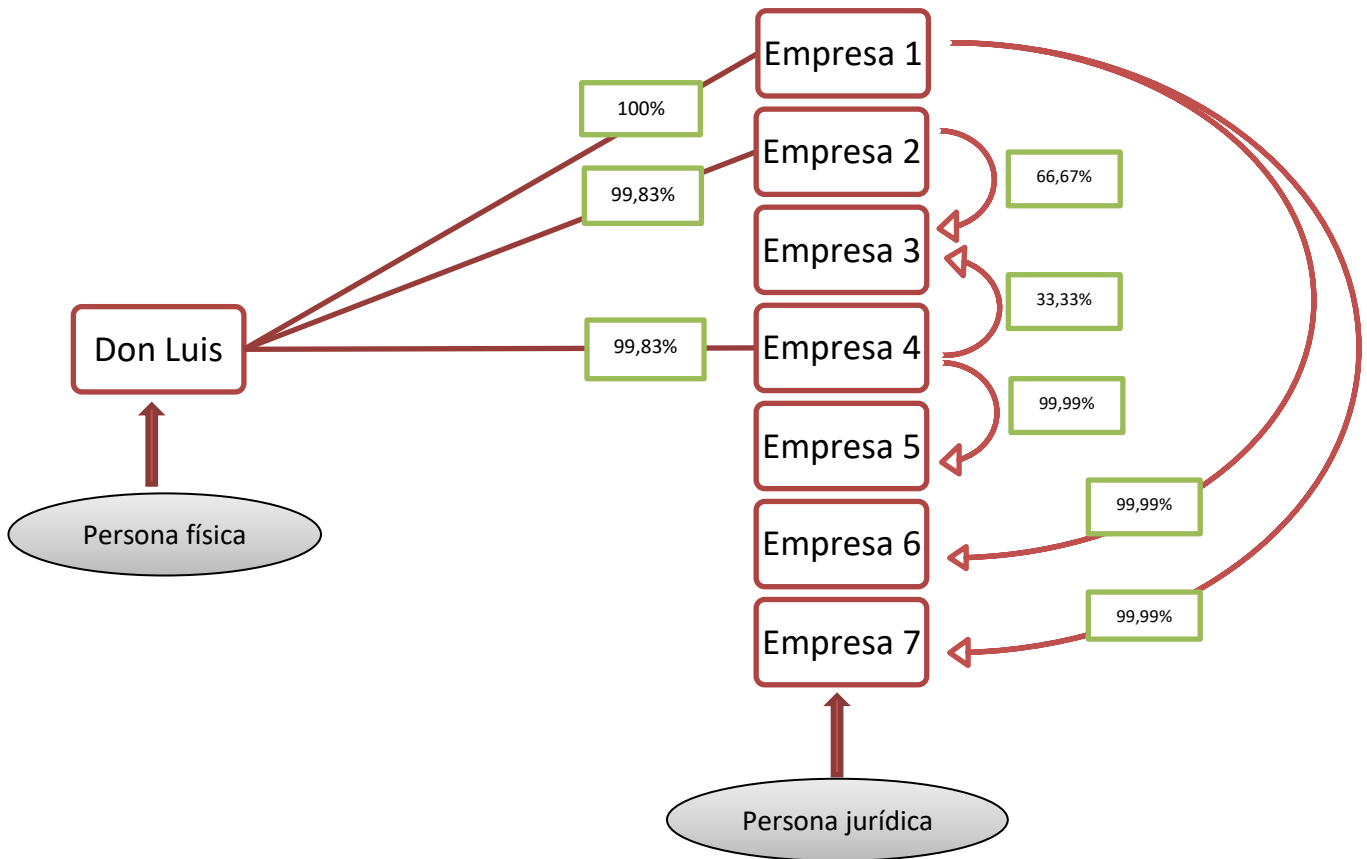 Empresa 1
100%
Empresa 2
66,67%
99,83%
Empresa 3
33,33%
Don Luis
99,83%
Empresa 4
99,99%
Empresa 5
99,99%
Persona física
Empresa 6
99,99%
Empresa 7
Persona jurídica